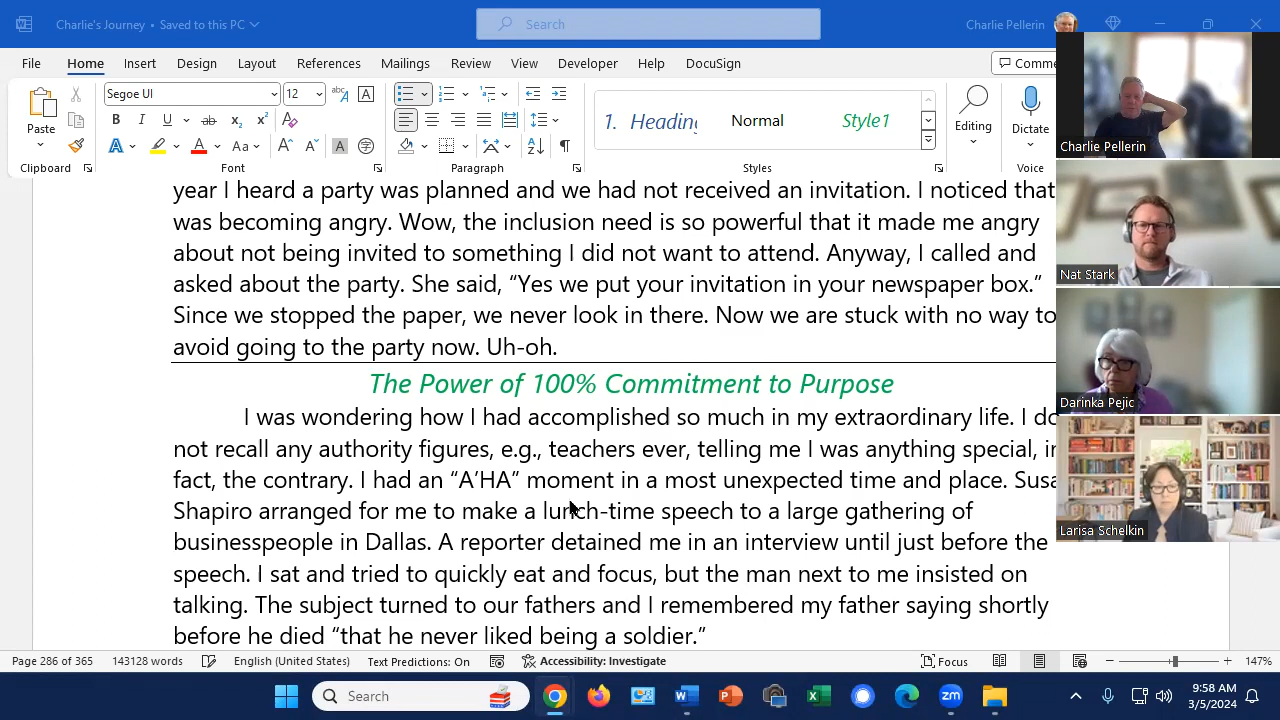 Charlie's Journey • Saved to this PC
Search
Charlie Pellerin
File Home Insert Design Layout References Mailings Review View Developer Help DocuSign
Comme
Paste
Segoe UI 12
B I U ab x₂ x² A
A A A A A
1. Heading Normal Style1
Editing
Dictate
Clipboard Font Paragraph Styles Voice
year I heard a party was planned and we had not received an invitation. I noticed that
was becoming angry. Wow, the inclusion need is so powerful that it made me angry
about not being invited to something I did not want to attend. Anyway, I called and
asked about the party. She said, “Yes we put your invitation in your newspaper box.”
Since we stopped the paper, we never look in there. Now we are stuck with no way to
avoid going to the party now. Uh-oh.
The Power of 100% Commitment to Purpose
I was wondering how I had accomplished so much in my extraordinary life. I do
not recall any authority figures, e.g., teachers ever, telling me I was anything special, in
fact, the contrary. I had an “A’HA” moment in a most unexpected time and place. Susa
Shapiro arranged for me to make a lunch-time speech to a large gathering of
businesspeople in Dallas. A reporter detained me in an interview until just before the
speech. I sat and tried to quickly eat and focus, but the man next to me insisted on
talking. The subject turned to our fathers and I remembered my father saying shortly
before he died “that he never liked being a soldier.”
Charlie Pellerin
Nat Stark
Darinka Pejic
Larisa Schelkin
Page 286 of 365 143128 words English (United States) Text Predictions: On Accessibility: Investigate Focus 147%
Search
zm
9:58 AM
3/5/2024